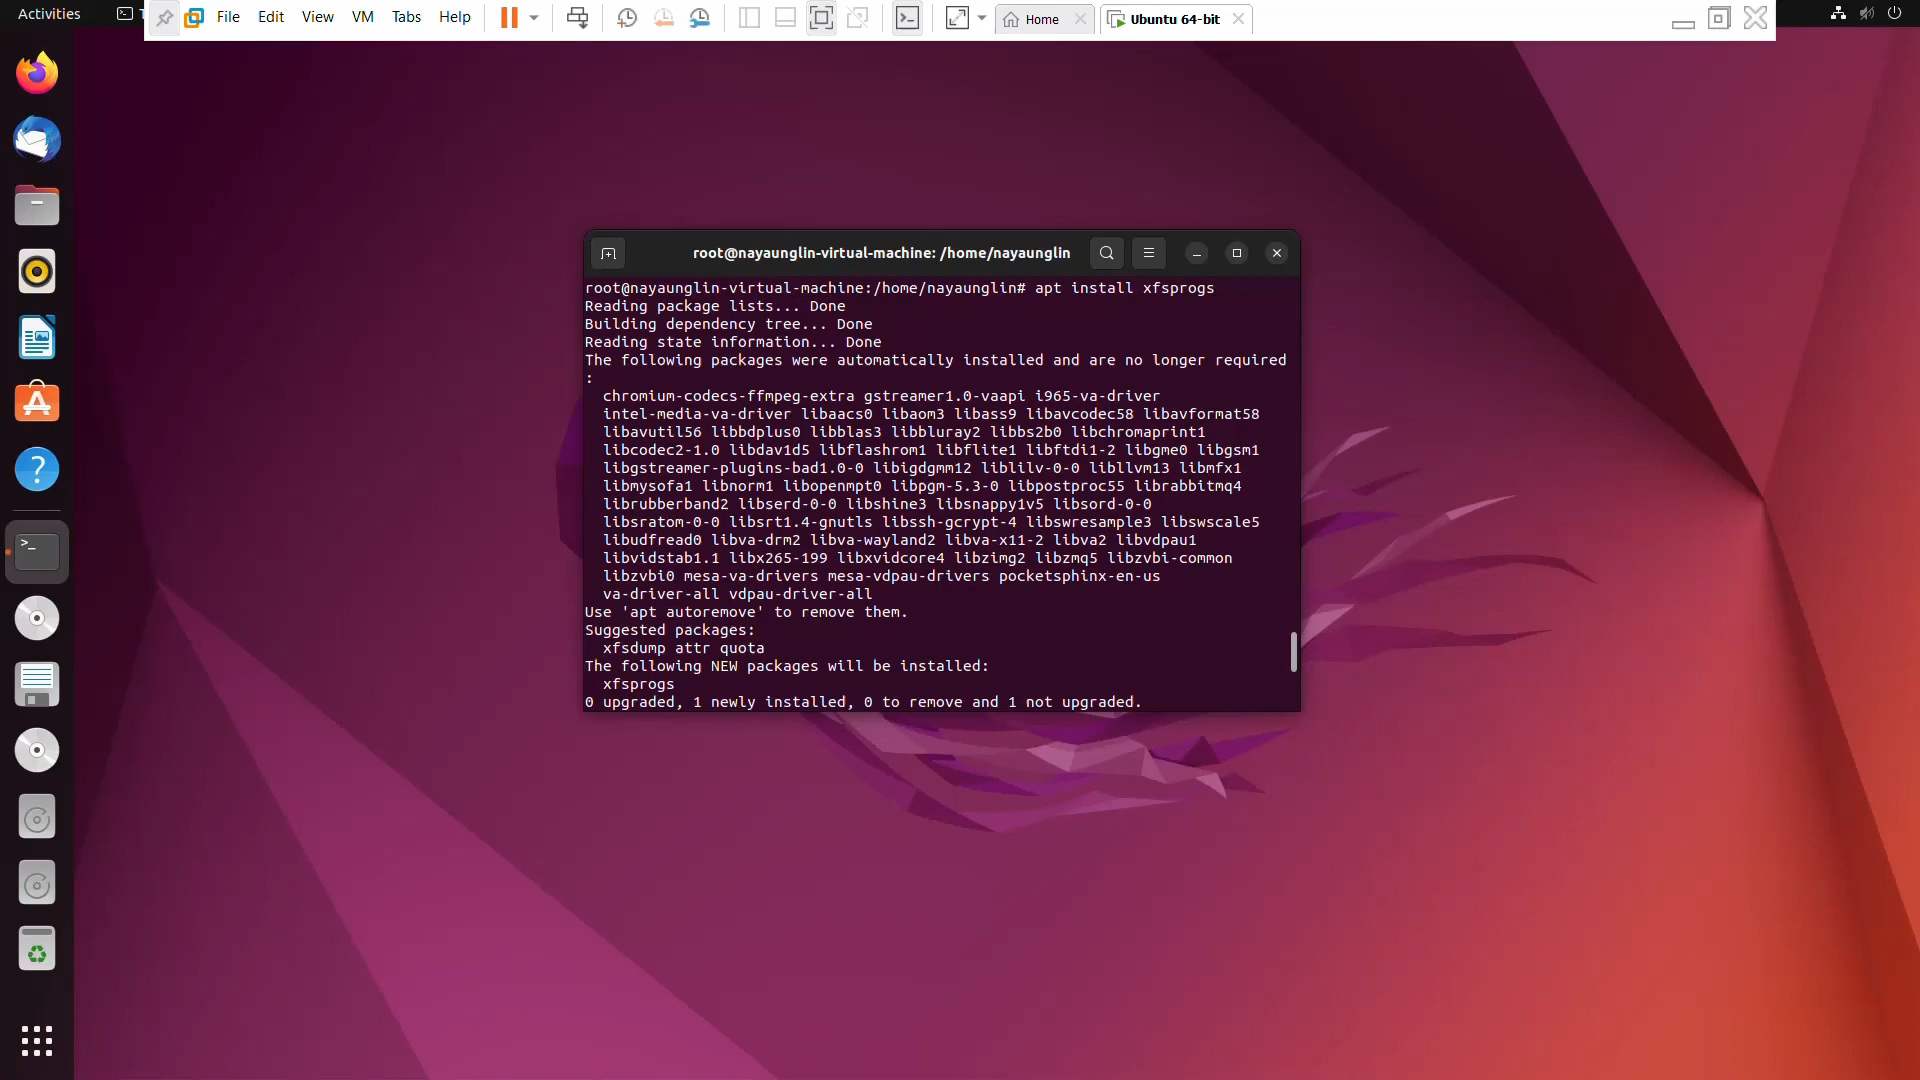 Activities
File Edit View VM Tabs Help
Home
Ubuntu 64-bit
root@nayaunglin-virtual-machine: /home/nayaunglin
root@nayaunglin-virtual-machine:/home/nayaunglin# apt install xfsprogs
Reading package lists... Done
Building dependency tree... Done
Reading state information... Done
The following packages were automatically installed and are no longer required
:
chromium-codecs-ffmpeg-extra gstreamer1.0-vaapi i965-va-driver
intel-media-va-driver libaacs0 libaom3 libass9 libavcodec58 libavformat58
libavutil56 libbdplus0 libblas3 libbluray2 libbs2b0 libchromaprint1
libcodec2-1.0 libdav1d5 libflashrom1 libflite1 libftdi1-2 libgme0 libgsm1
libgstreamer-plugins-bad1.0-0 libigdgmm12 liblilv-0-0 libllvm13 libmfx1
libmysofa1 libnorm1 libopenmpt0 libpgm-5.3-0 libpostproc55 librabbitmq4
librubberband2 libserd-0-0 libshine3 libsnappy1v5 libsord-0-0
libsratom-0-0 libsrt1.4-gnutls libssh-gcrypt-4 libswresample3 libswscale5
libudfread0 libva-drm2 libva-wayland2 libva-x11-2 libva2 libvdpau1
libvidstab1.1 libx265-199 libxvidcore4 libzimg2 libzmq5 libzvbi-common
libzvbi0 mesa-va-drivers mesa-vdpau-drivers pocketsphinx-en-us
va-driver-all vdpau-driver-all
Use 'apt autoremove' to remove them.
Suggested packages:
xfsdump attr quota
The following NEW packages will be installed:
xfsprogs
0 upgraded, 1 newly installed, 0 to remove and 1 not upgraded.